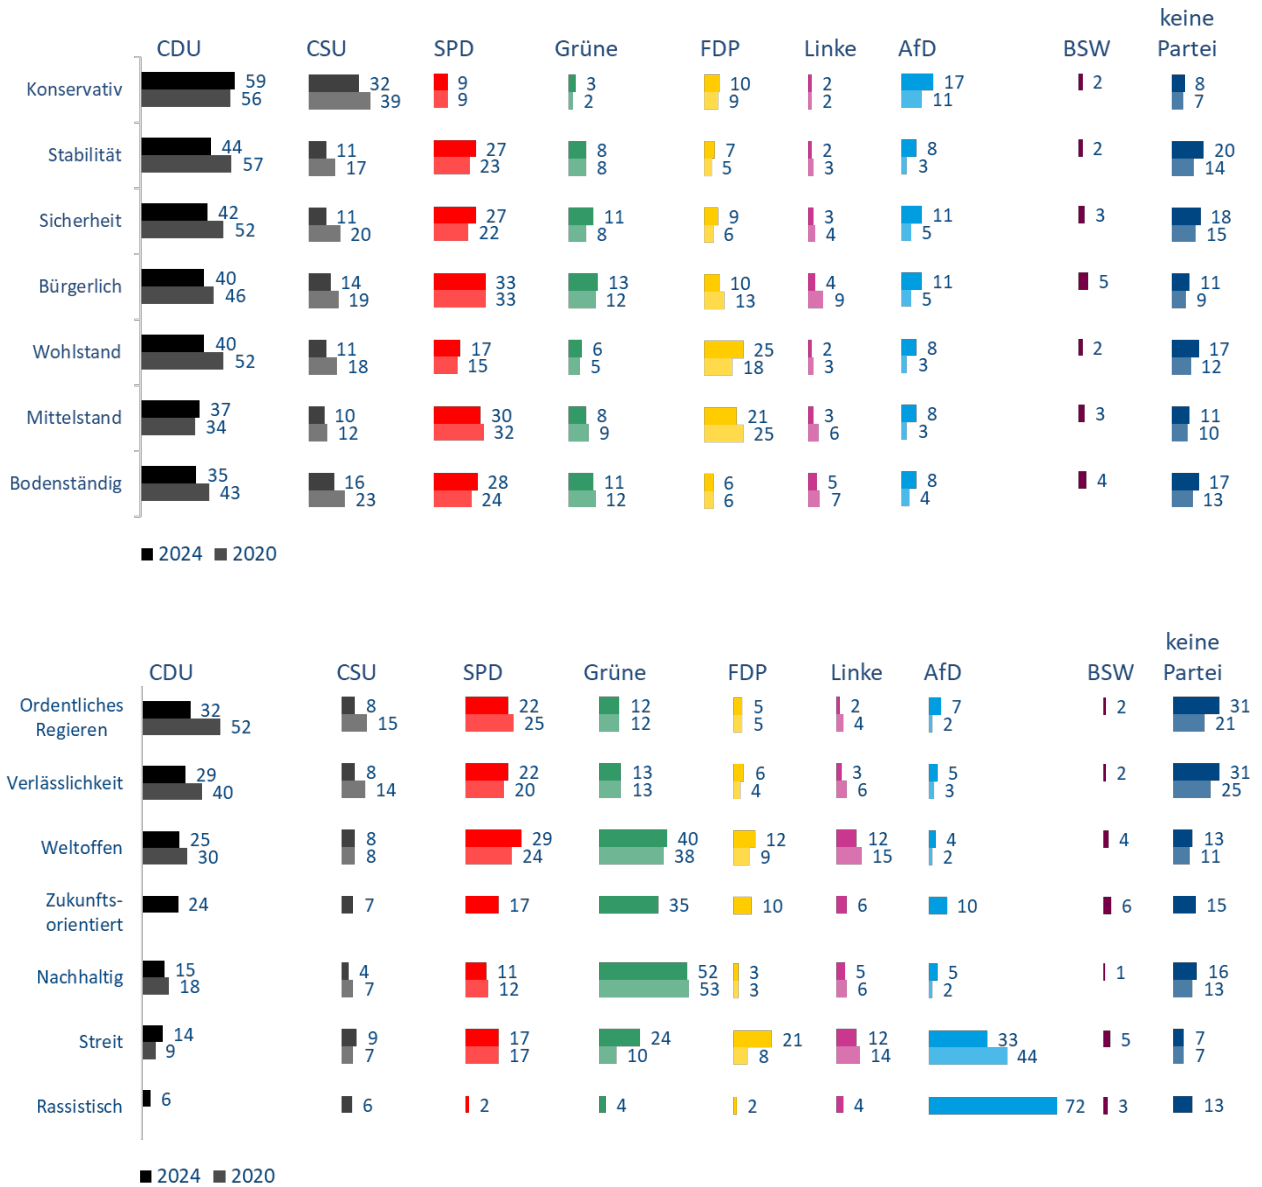 keine
CDU CSU SPD Grüne FDP Linke AfD BSW Partei
Konservativ 59 32 9 3 10 2 17 2 8
56 39 9 2 9 2 11 7
Stabilität 44 11 27 8 7 2 8 2 20
57 17 23 8 5 3 3 14
Sicherheit 42 11 27 11 9 3 11 3 18
52 20 22 8 6 4 5 15
Bürgerlich 40 14 33 13 10 4 11 5 11
46 19 33 12 13 9 5 9
Wohlstand 40 11 17 6 25 2 8 2 17
52 18 15 5 18 3 3 12
Mittelstand 37 10 30 8 21 3 8 3 11
34 12 32 9 25 6 3 10
Bodenständig 35 16 28 11 6 5 8 4 17
43 23 24 12 6 7 4 13
2024 2020
keine
CDU CSU SPD Grüne FDP Linke AfD BSW Partei
Ordentliches 32 8 22 12 5 2 7 2 31
Regieren 52 15 25 12 5 4 2 21
Verlässlichkeit 29 8 22 13 6 3 5 2 31
40 14 20 13 4 6 3 25
Weltoffen 25 8 29 40 12 12 4 4 13
30 8 24 38 9 15 2 11
Zukunfts-
orientiert 24 7 17 35 10 6 10 6 15
Nachhaltig 15 4 11 52 3 5 5 1 16
18 7 12 53 3 6 2 13
Streit 14 9 17 24 21 12 33 5 7
9 7 17 10 8 14 44 7
Rassistisch 6 6 2 4 2 4 72 3 13
2024 2020